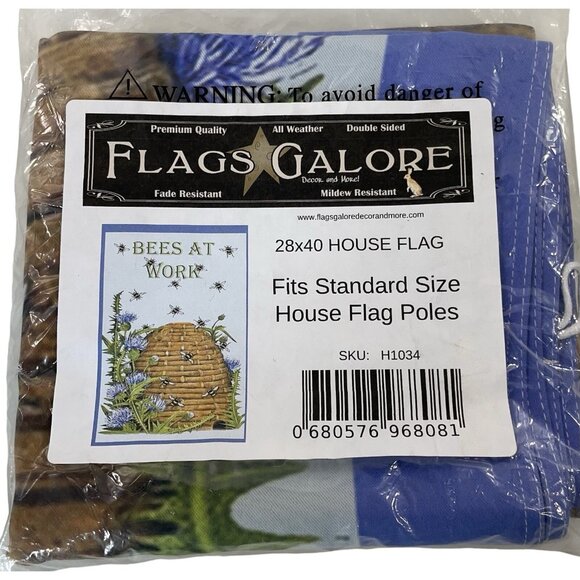 WARNING: To avoid danger of
g
Premium Quality All Weather Double Sided
FLAGS GALORE
Decor and More!
Fade Resistant Mildew Resistant
www.flagsgaloredecorandmore.com
BEES AT
WORK
28x40 HOUSE FLAG
Fits Standard Size
House Flag Poles
SKU: H1034
0 680576 968081